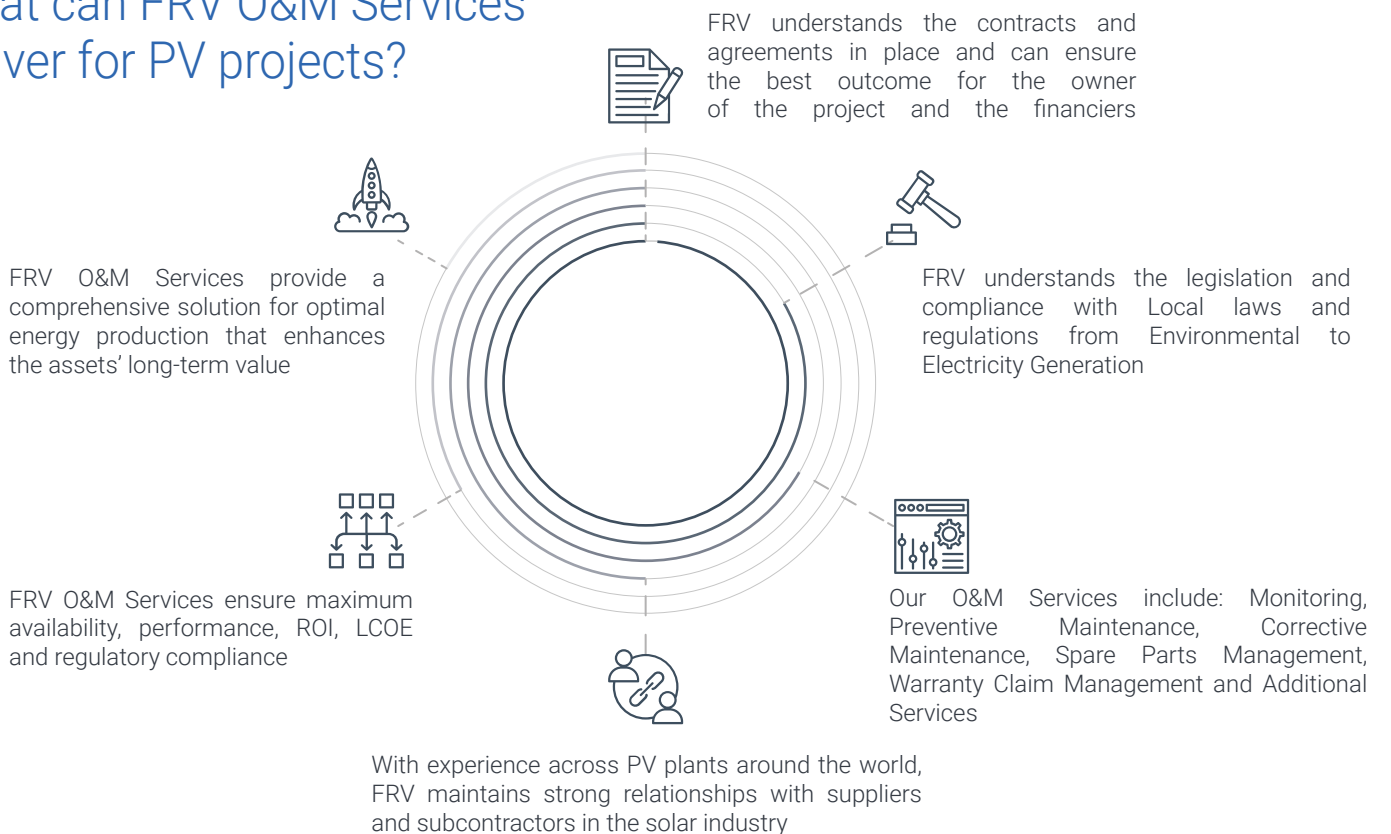 at can FRV O&M Services
ver for PV projects?
FRV understands the contracts and
agreements in place and can ensure
the best outcome for the owner
of the project and the financiers
FRV understands the legislation and
compliance with Local laws and
regulations from Environmental to
Electricity Generation
Our O&M Services include: Monitoring,
Preventive Maintenance, Corrective
Maintenance, Spare Parts Management,
Warranty Claim Management and Additional
Services
With experience across PV plants around the world,
FRV maintains strong relationships with suppliers
and subcontractors in the solar industry
FRV O&M Services ensure maximum
availability, performance, ROI, LCOE
and regulatory compliance
FRV O&M Services provide a
comprehensive solution for optimal
energy production that enhances
the assets’ long-term value